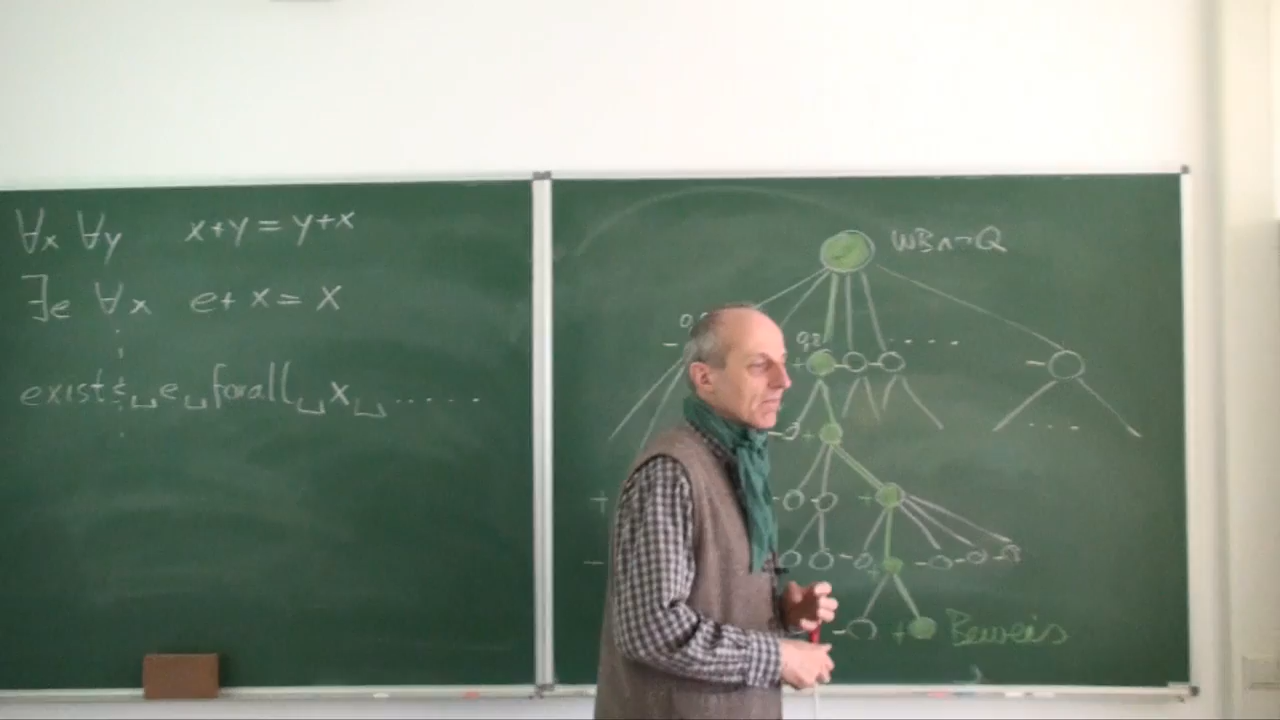 ∀x ∀y x+y=y+x
∃e ∀x e+x=x
exists␣e␣forall␣x␣.....
WB∧¬Q
Beweis